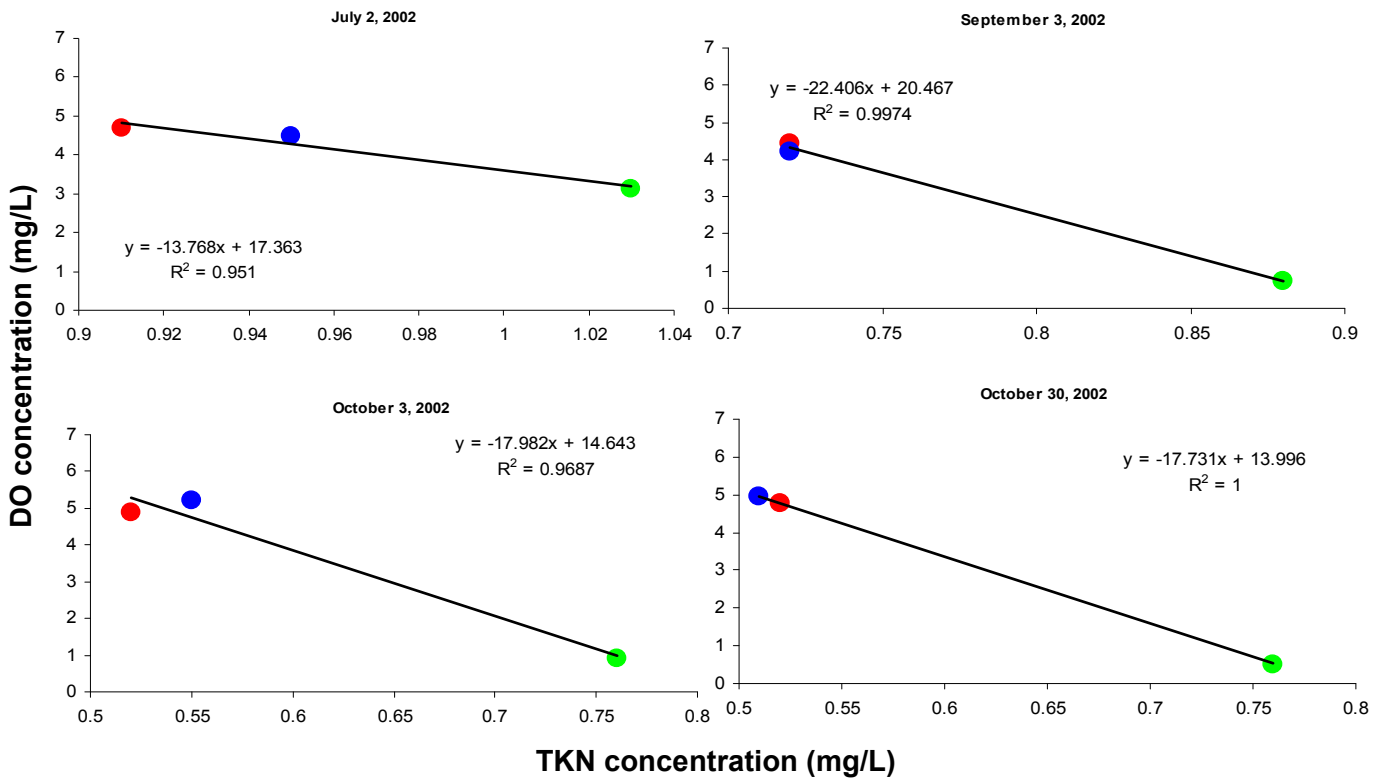 July 2, 2002
7
6
5
4
3
2
1
0
y = -13.768x + 17.363
R² = 0.951
0.9 0.92 0.94 0.96 0.98 1 1.02 1.04
September 3, 2002
7
6
5
4
3
2
1
0
y = -22.406x + 20.467
R² = 0.9974
0.7 0.75 0.8 0.85 0.9
DO concentration (mg/L)
October 3, 2002
7
6
5
4
3
2
1
0
y = -17.982x + 14.643
R² = 0.9687
0.5 0.55 0.6 0.65 0.7 0.75 0.8
October 30, 2002
7
6
5
4
3
2
1
0
y = -17.731x + 13.996
R² = 1
0.5 0.55 0.6 0.65 0.7 0.75 0.8
TKN concentration (mg/L)